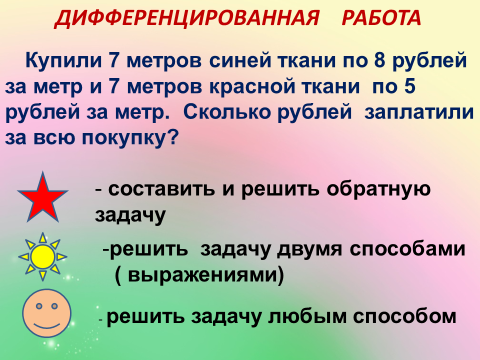 ДИФФЕРЕНЦИРОВАННАЯ РАБОТА
Купили 7 метров синей ткани по 8 рублей
за метр и 7 метров красной ткани по 5
рублей за метр. Сколько рублей заплатили
за всю покупку?
- составить и решить обратную
задачу
-решить задачу двумя способами
( выражениями)
- решить задачу любым способом